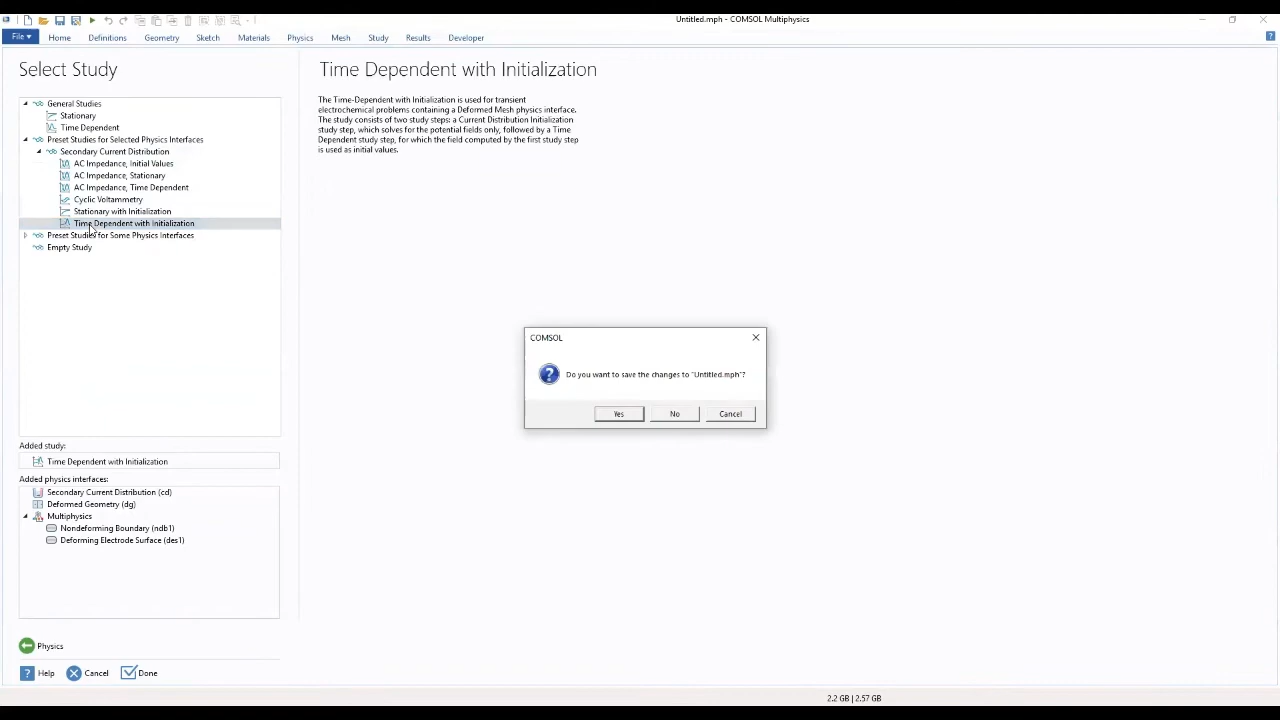 Untitled.mph - COMSOL Multiphysics
File Home Definitions Geometry Sketch Materials Physics Mesh Study Results Developer
Select Study
General Studies
Stationary
Time Dependent
Preset Studies for Selected Physics Interfaces
Secondary Current Distribution
AC Impedance, Initial Values
AC Impedance, Stationary
AC Impedance, Time Dependent
Cyclic Voltammetry
Stationary with Initialization
Time Dependent with Initialization
Preset Studies for Some Physics Interfaces
Empty Study
Added study:
Time Dependent with Initialization
Added physics interfaces:
Secondary Current Distribution (cd)
Deformed Geometry (dg)
Multiphysics
Nondeforming Boundary (ndb1)
Deforming Electrode Surface (des1)
Physics
Help Cancel Done
Time Dependent with Initialization
The Time-Dependent with Initialization is used for transient
electrochemical problems containing a Deformed Mesh physics interface.
The study consists of two study steps: a Current Distribution Initialization
study step, which solves for the potential fields only, followed by a Time
Dependent study step, for which the field computed by the first study step
is used as initial values.
COMSOL
Do you want to save the changes to "Untitled.mph"?
Yes No Cancel
2.2 GB | 2.57 GB